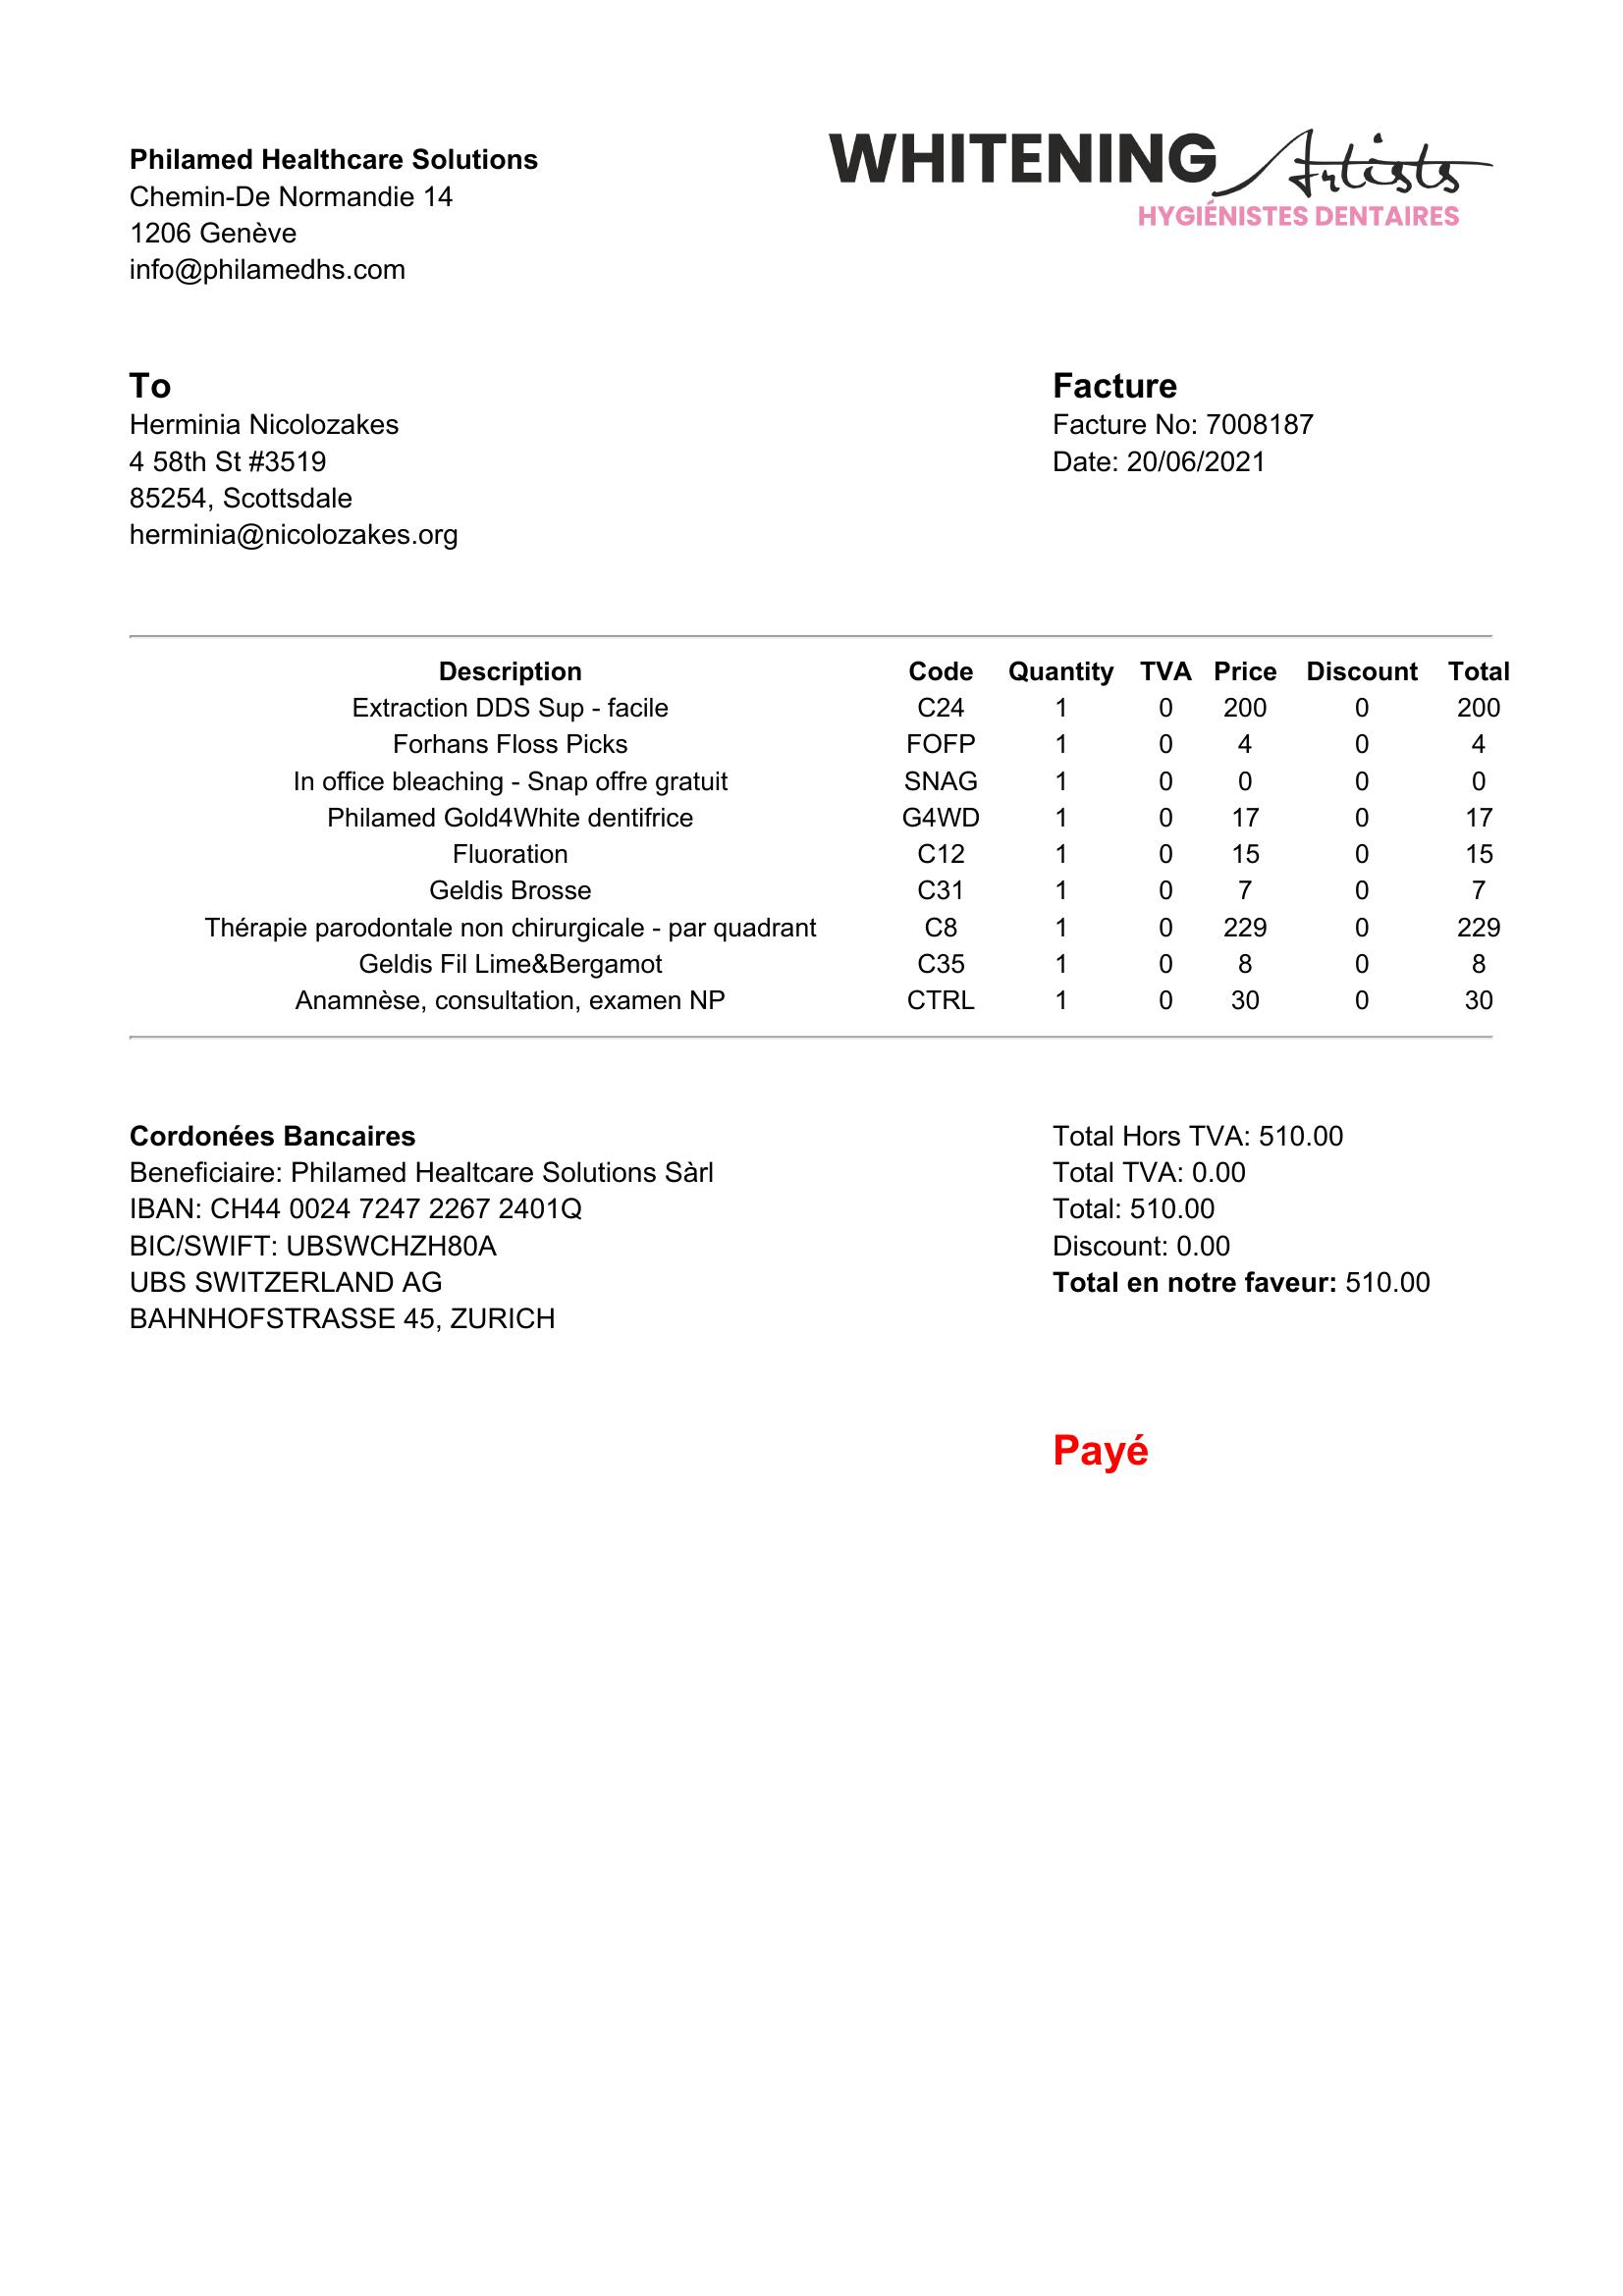 Philamed Healthcare Solutions
Chemin-De Normandie 14
1206 Genève
info@philamedhs.com
WHITENING Artists
HYGIÉNISTES DENTAIRES
To
Herminia Nicolozakes
4 58th St #3519
85254, Scottsdale
herminia@nicolozakes.org
Facture
Facture No: 7008187
Date: 20/06/2021
Description Code Quantity TVA Price Discount Total
Extraction DDS Sup - facile C24 1 0 200 0 200
Forhans Floss Picks FOFP 1 0 4 0 4
In office bleaching - Snap offre gratuit SNAG 1 0 0 0 0
Philamed Gold4White dentifrice G4WD 1 0 17 0 17
Fluoration C12 1 0 15 0 15
Geldis Brosse C31 1 0 7 0 7
Thérapie parodontale non chirurgicale - par quadrant C8 1 0 229 0 229
Geldis Fil Lime&Bergamot C35 1 0 8 0 8
Anamnèse, consultation, examen NP CTRL 1 0 30 0 30
Cordonées Bancaires
Beneficiaire: Philamed Healtcare Solutions Sàrl
IBAN: CH44 0024 7247 2267 2401Q
BIC/SWIFT: UBSWCHZH80A
UBS SWITZERLAND AG
BAHNHOFSTRASSE 45, ZURICH
Total Hors TVA: 510.00
Total TVA: 0.00
Total: 510.00
Discount: 0.00
Total en notre faveur: 510.00
Payé